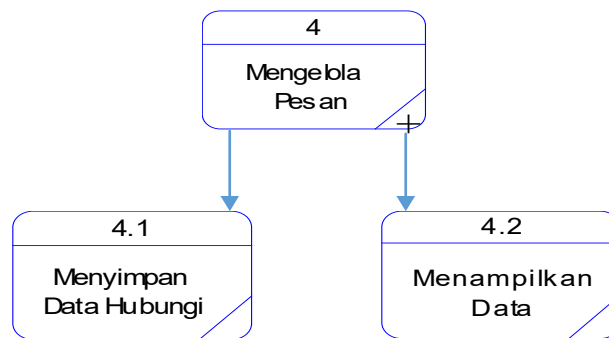 4
Mengelola
Pesan
4.1
Menyimpan
Data Hubungi
4.2
Menampilkan
Data